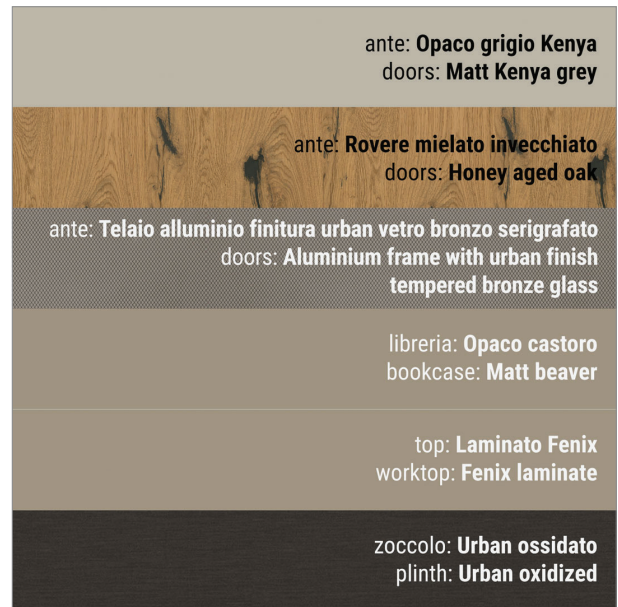 ante: Opaco grigio Kenya
doors: Matt Kenya grey
ante: Rovere mielato invecchiato
doors: Honey aged oak
ante: Telaio alluminio finitura urban vetro bronzo serigrafato
doors: Aluminium frame with urban finish
tempered bronze glass
libreria: Opaco castoro
bookcase: Matt beaver
top: Laminato Fenix
worktop: Fenix laminate
zoccolo: Urban ossidato
plinth: Urban oxidized